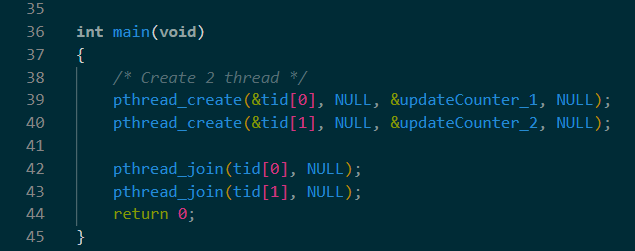 35
36 int main(void)
37 {
38 /* Create 2 thread */
39 pthread_create(&tid[0], NULL, &updateCounter_1, NULL);
40 pthread_create(&tid[1], NULL, &updateCounter_2, NULL);
41
42 pthread_join(tid[0], NULL);
43 pthread_join(tid[1], NULL);
44 return 0;
45 }